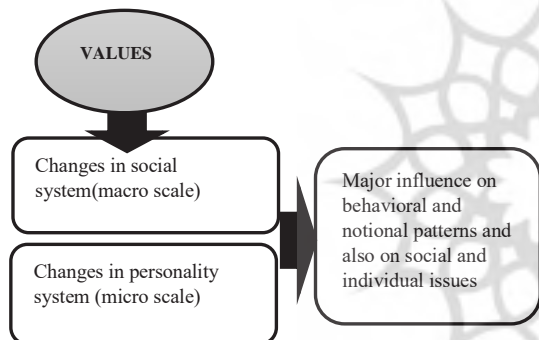 VALUES
Changes in social
system(macro scale)
Major influence on
behavioral and
notional patterns and
also on social and
individual issues
Changes in personality
system (micro scale)